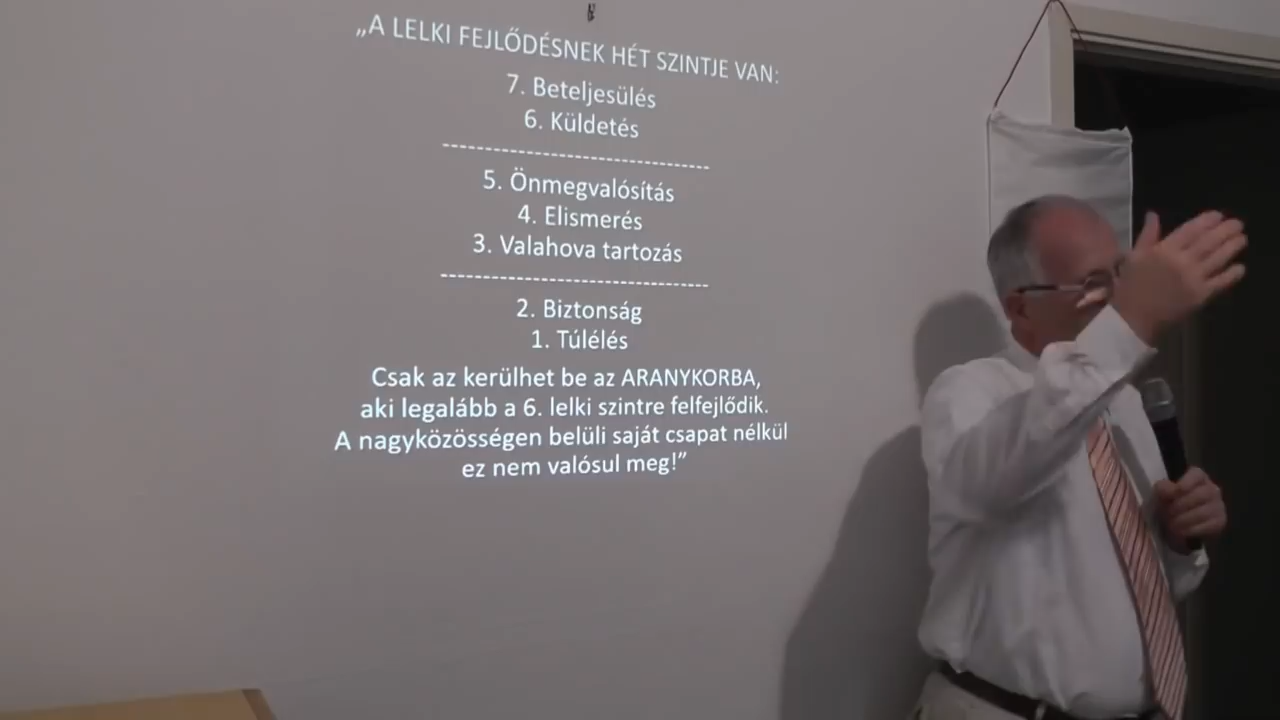 „A LELKI FEJLŐDÉSNEK HÉT SZINTJE VAN:
7. Beteljesülés
6. Küldetés
-----------------------------------
5. Önmegvalósítás
4. Elismerés
3. Valahova tartozás
-----------------------------------
2. Biztonság
1. Túlélés
Csak az kerülhet be az ARANYKORBA,
aki legalább a 6. lelki szintre felfejlődik.
A nagyközösségen belüli saját csapat nélkül
ez nem valósul meg!”